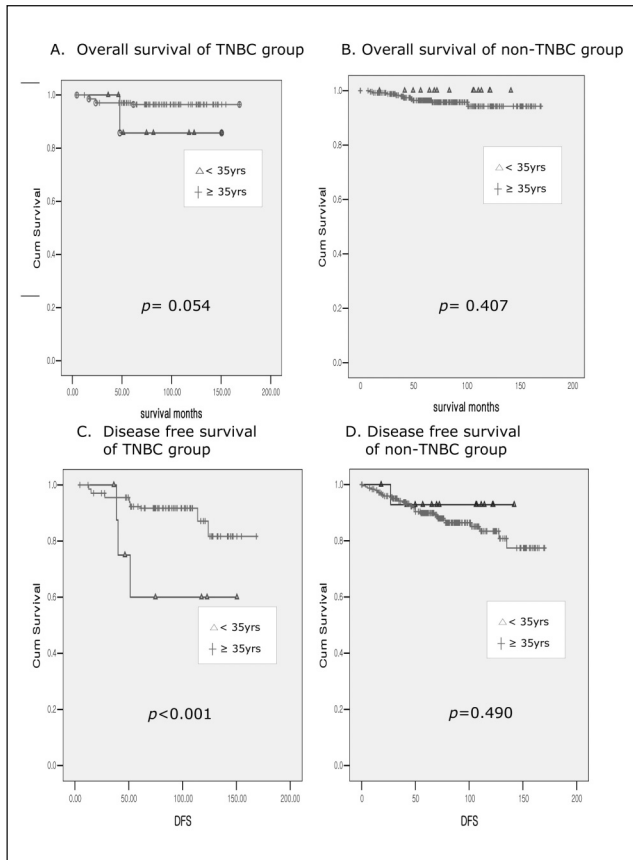 A. Overall survival of TNBC group
1.0
0.8
0.6
0.4
0.2
0.0
Cum Survival
< 35yrs
≥ 35yrs
p= 0.054
0.00 50.00 100.00 150.00 200.00
survival months
B. Overall survival of non-TNBC group
1.0
0.8
0.6
0.4
0.2
0.0
Cum Survival
< 35yrs
≥ 35yrs
p= 0.407
0 50 100 150 200
survival months
C. Disease free survival
of TNBC group
1.0
0.8
0.6
0.4
0.2
0.0
Cum Survival
< 35yrs
≥ 35yrs
p<0.001
0.00 50.00 100.00 150.00 200.00
DFS
D. Disease free survival
of non-TNBC group
1.0
0.8
0.6
0.4
0.2
0.0
Cum Survival
< 35yrs
≥ 35yrs
p=0.490
0 50 100 150 200
DFS